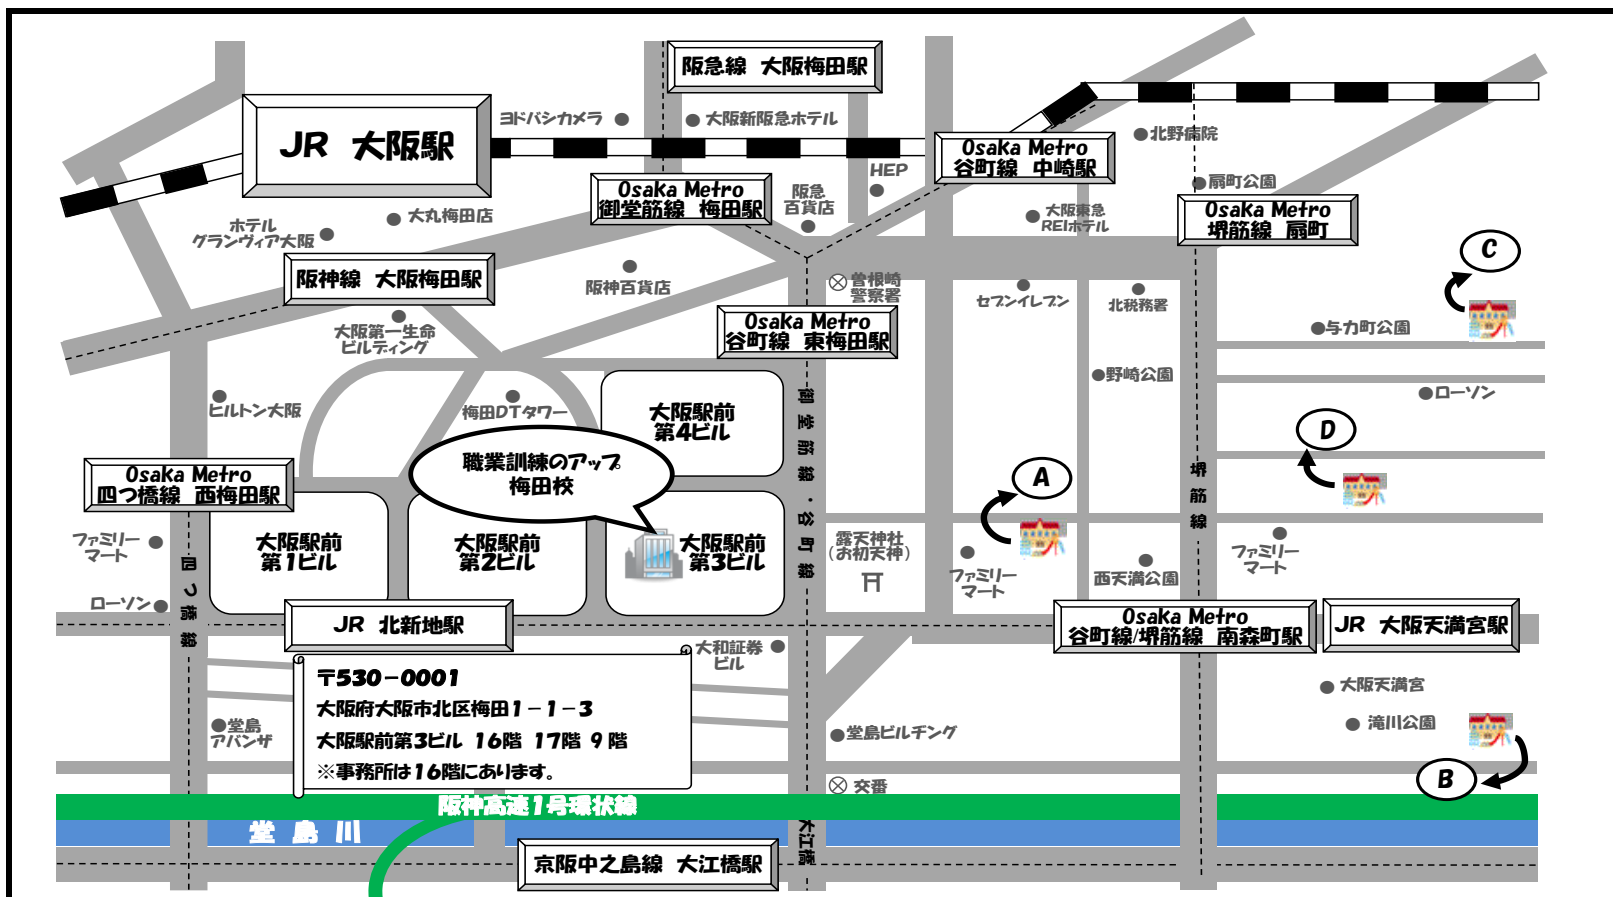 阪急線 大阪梅田駅
ヨドバシカメラ
大阪新阪急ホテル
JR 大阪駅
Osaka Metro
谷町線 中崎駅
北野病院
HEP
扇町公園
Osaka Metro
御堂筋線 梅田駅
阪急
百貨店
大丸梅田店
大阪東急
REIホテル
Osaka Metro
堺筋線 扇町
ホテル
グランヴィア大阪
C
阪神線 大阪梅田駅
阪神百貨店
曽根崎
警察署
セブンイレブン
北税務署
大阪第一生命
ビルディング
Osaka Metro
谷町線 東梅田駅
与力町公園
野崎公園
ローソン
ヒルトン大阪
梅田DTタワー
大阪駅前
第4ビル
御堂筋線・谷町線
D
職業訓練のアップ
梅田校
A
Osaka Metro
四つ橋線 西梅田駅
堺筋線
ファミリー
マート
大阪駅前
第1ビル
大阪駅前
第2ビル
大阪駅前
第3ビル
露天神社
(お初天神)
ファミリー
マート
西天満公園
ファミリー
マート
四つ橋線
ローソン
JR 北新地駅
Osaka Metro
谷町線/堺筋線 南森町駅
JR 大阪天満宮駅
大和証券
ビル
〒530-0001
大阪府大阪市北区梅田1-1-3
大阪駅前第3ビル 16階 17階 9階
※事務所は16階にあります。
大阪天満宮
滝川公園
堂島
アバンザ
堂島ビルヂング
交番
B
阪神高速1号環状線
堂島川
大江橋
京阪中之島線 大江橋駅